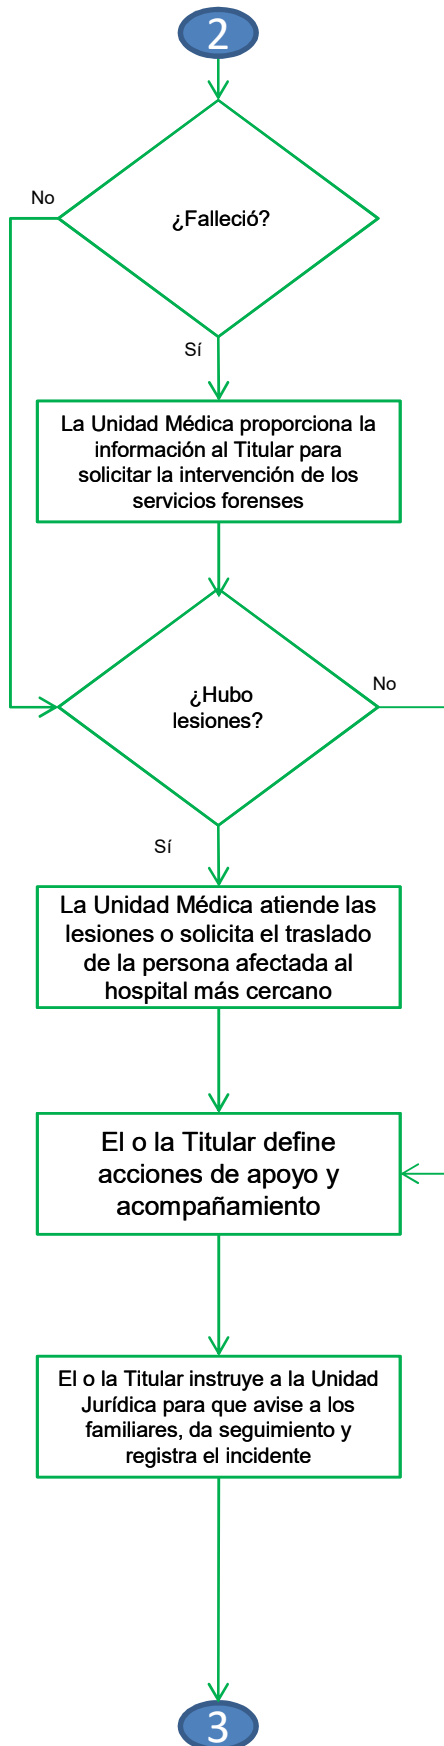 2
No
¿Falleció?
Sí
La Unidad Médica proporciona la
información al Titular para
solicitar la intervención de los
servicios forenses
¿Hubo
lesiones?
No
Sí
La Unidad Médica atiende las
lesiones o solicita el traslado
de la persona afectada al
hospital más cercano
El o la Titular define
acciones de apoyo y
acompañamiento
El o la Titular instruye a la Unidad
Jurídica para que avise a los
familiares, da seguimiento y
registra el incidente
3